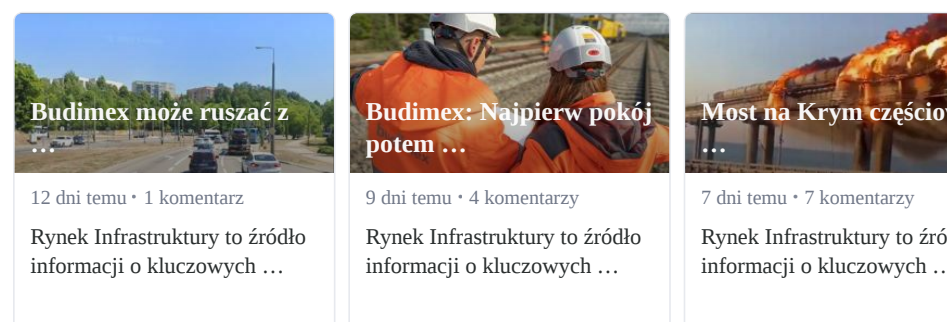 Budimex może ruszać z
…
12 dni temu • 1 komentarz
Rynek Infrastruktury to źródło
informacji o kluczowych …
Budimex: Najpierw pokój
potem …
9 dni temu • 4 komentarzy
Rynek Infrastruktury to źródło
informacji o kluczowych …
Most na Krym
…
7 dni temu • 7 komentarzy
Rynek Infrastruktury to
informacji o kluczowych